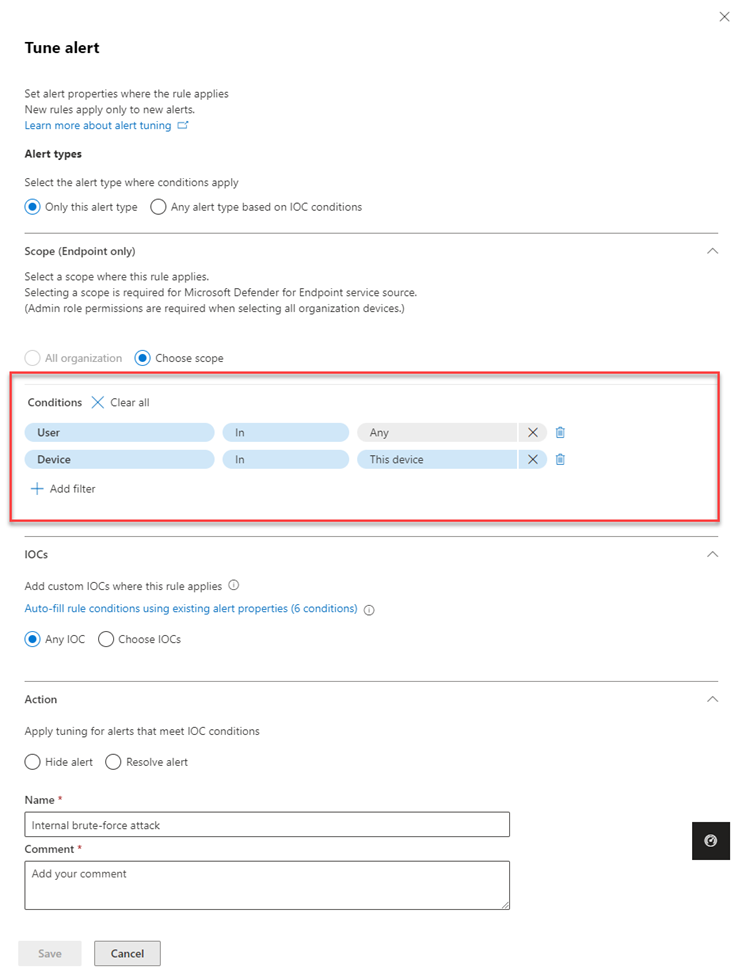 Tune alert
Set alert properties where the rule applies
New rules apply only to new alerts.
Learn more about alert tuning
Alert types
Select the alert type where conditions apply
Only this alert type Any alert type based on IOC conditions
Scope (Endpoint only)
Select a scope where this rule applies.
Selecting a scope is required for Microsoft Defender for Endpoint service source.
(Admin role permissions are required when selecting all organization devices.)
All organization Choose scope
Conditions Clear all
User In Any
Device In This device
Add filter
IOCs
Add custom IOCs where this rule applies
Auto-fill rule conditions using existing alert properties (6 conditions)
Any IOC Choose IOCs
Action
Apply tuning for alerts that meet IOC conditions
Hide alert Resolve alert
Name *
Internal brute-force attack
Comment *
Add your comment
Save Cancel